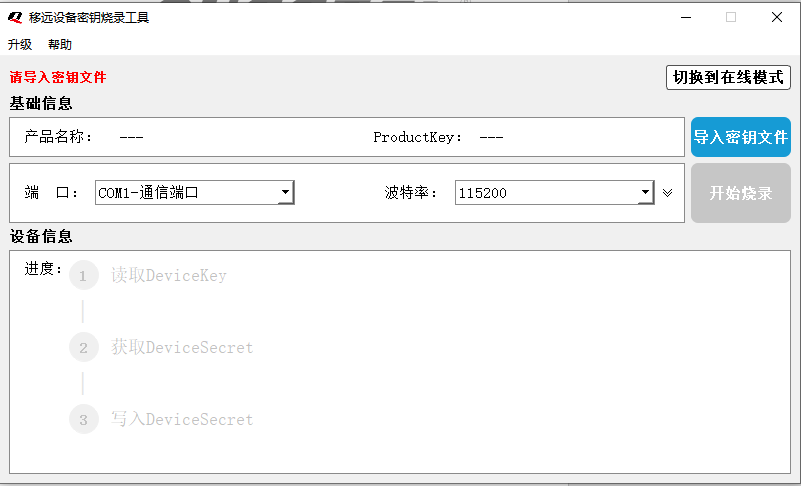 移远设备密钥烧录工具
升级 帮助
请导入密钥文件 切换到在线模式
基础信息
产品名称： --- ProductKey： --- 导入密钥文件
端 口： COM1-通信端口 波特率： 115200 开始烧录
设备信息
进度： 1 读取DeviceKey
2 获取DeviceSecret
3 写入DeviceSecret